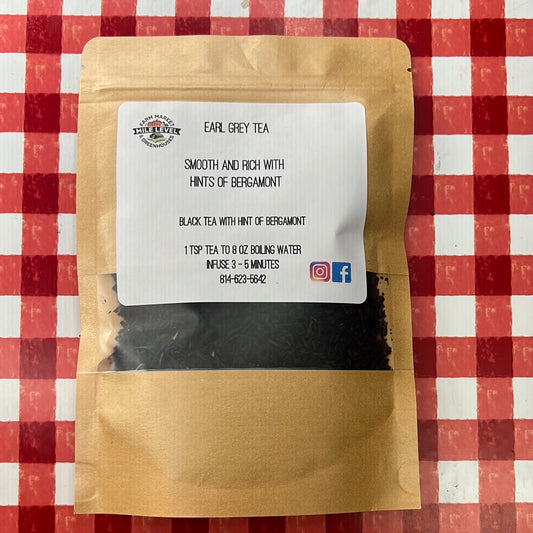 FARM MARKET
MILE LEVEL
& GREENHOUSES
EARL GREY TEA
SMOOTH AND RICH WITH
HINTS OF BERGAMONT
BLACK TEA WITH HINT OF BERGAMONT
1 TSP TEA TO 8 OZ BOILING WATER
INFUSE 3 - 5 MINUTES
814-623-5642